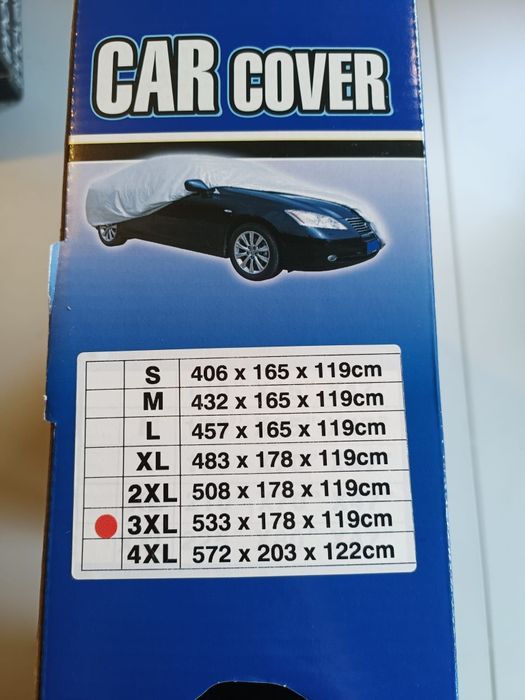 CAR COVER
S 406 x 165 x 119cm
M 432 x 165 x 119cm
L 457 x 165 x 119cm
XL 483 x 178 x 119cm
2XL 508 x 178 x 119cm
3XL 533 x 178 x 119cm
4XL 572 x 203 x 122cm